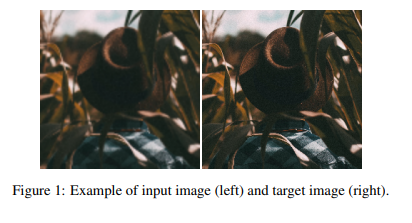 Figure 1: Example of input image (left) and target image (right).